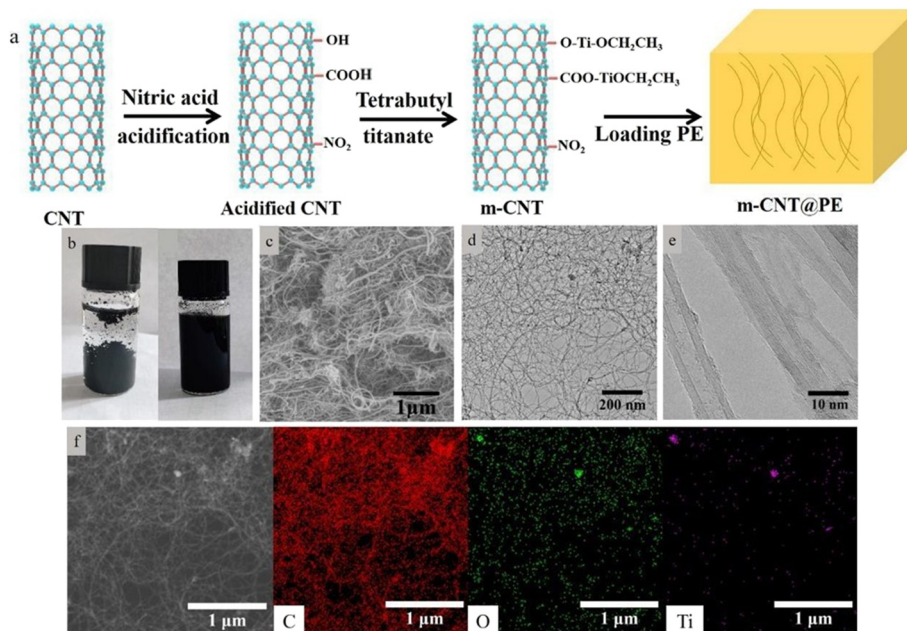 a
Nitric acid
acidification
OH
COOH
NO₂
Tetrabutyl
titanate
O-Ti-OCH₂CH₃
COO-TiOCH₂CH₃
NO₂
Loading PE
CNT
Acidified CNT
m-CNT
m-CNT@PE
b
c
1µm
d
200 nm
e
10 nm
f
1 µm
C
1 µm
O
1 µm
Ti
1 µm